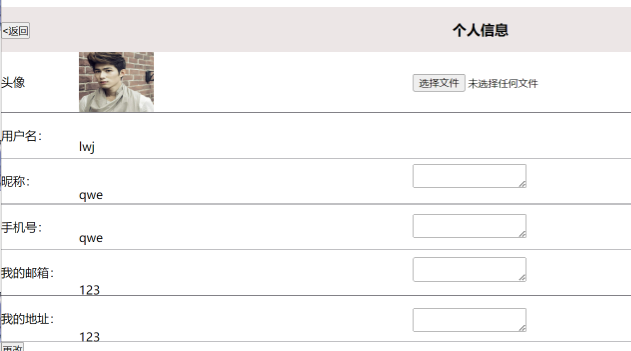 <返回
个人信息
头像
选择文件 未选择任何文件
用户名：
lwj
昵称：
qwe
手机号：
qwe
我的邮箱：
123
我的地址：
123
更改